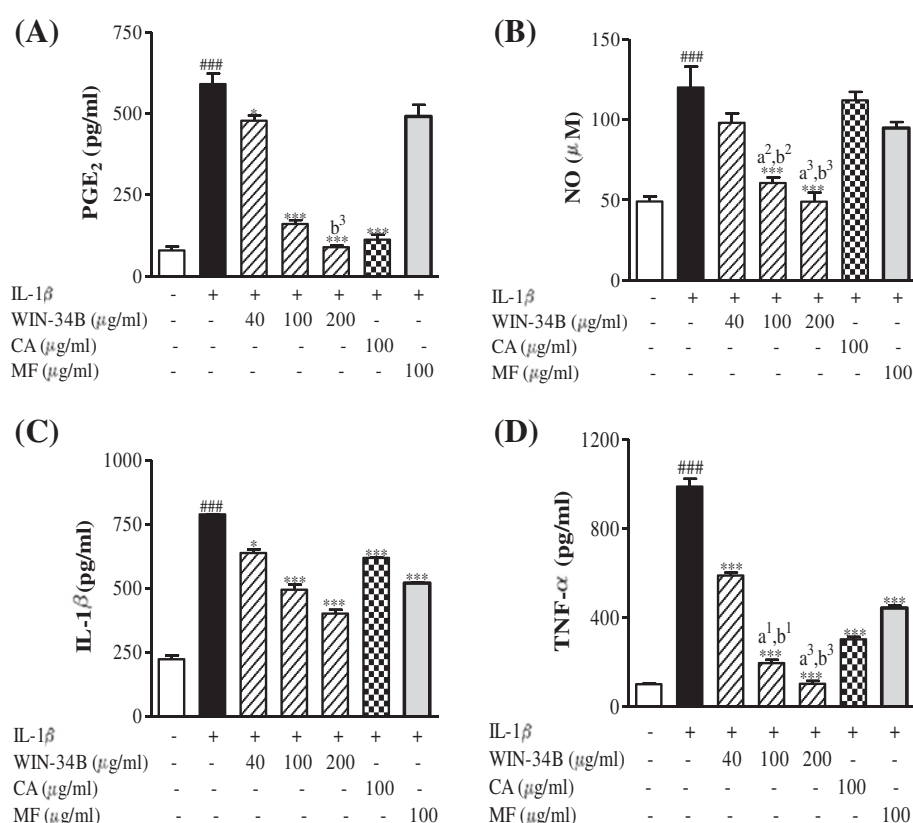 (A)
PGE₂ (pg/ml)
750
500
250
0
###
*
***
b³
***
***
IL-1β - + + + + + +
WIN-34B (μg/ml) - - 40 100 200 - -
CA (μg/ml) - - - - - 100 -
MF (μg/ml) - - - - - - 100
(B)
NO (μM)
150
100
50
0
###
a²,b²
***
a³,b³
***
IL-1β - + + + + + +
WIN-34B (μg/ml) - - 40 100 200 - -
CA (μg/ml) - - - - - 100 -
MF (μg/ml) - - - - - - 100
(C)
IL-1β (pg/ml)
1000
750
500
250
0
###
*
***
***
***
***
IL-1β - + + + + + +
WIN-34B (μg/ml) - - 40 100 200 - -
CA (μg/ml) - - - - - 100 -
MF (μg/ml) - - - - - - 100
(D)
TNF-α (pg/ml)
1200
800
400
0
###
***
a¹,b¹
***
a³,b³
***
***
***
IL-1β - + + + + + +
WIN-34B (μg/ml) - - 40 100 200 - -
CA (μg/ml) - - - - - 100 -
MF (μg/ml) - - - - - - 100